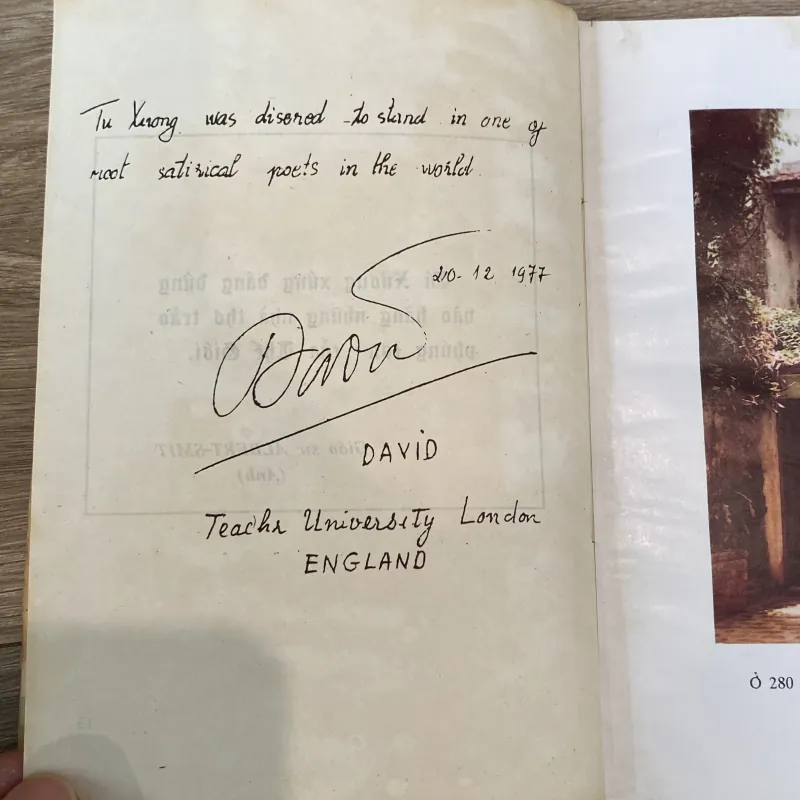 Tu Xuong was disered to stand in one of
root satirical poets in the world.
20-12 1977
David
DAVID
Teachr University London
ENGLAND
Ở 280